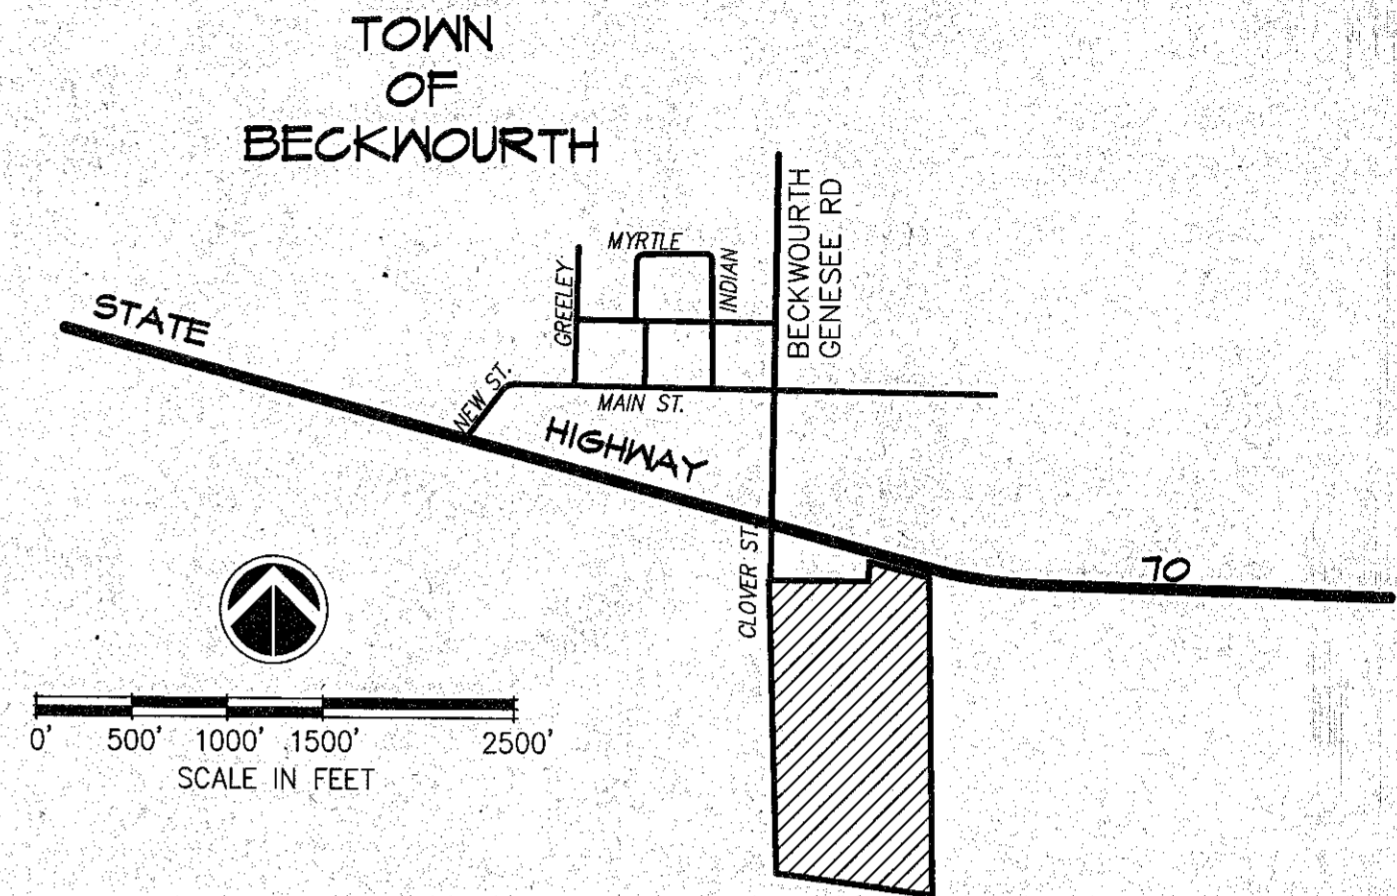 TOWN
OF
BECKWOURTH
BECKWOURTH
GENESEE RD
MYRTLE
INDIAN
GREELEY
STATE
NEW ST.
MAIN ST.
HIGHWAY
CLOVER ST.
70
0' 500' 1000' 1500' 2500'
SCALE IN FEET